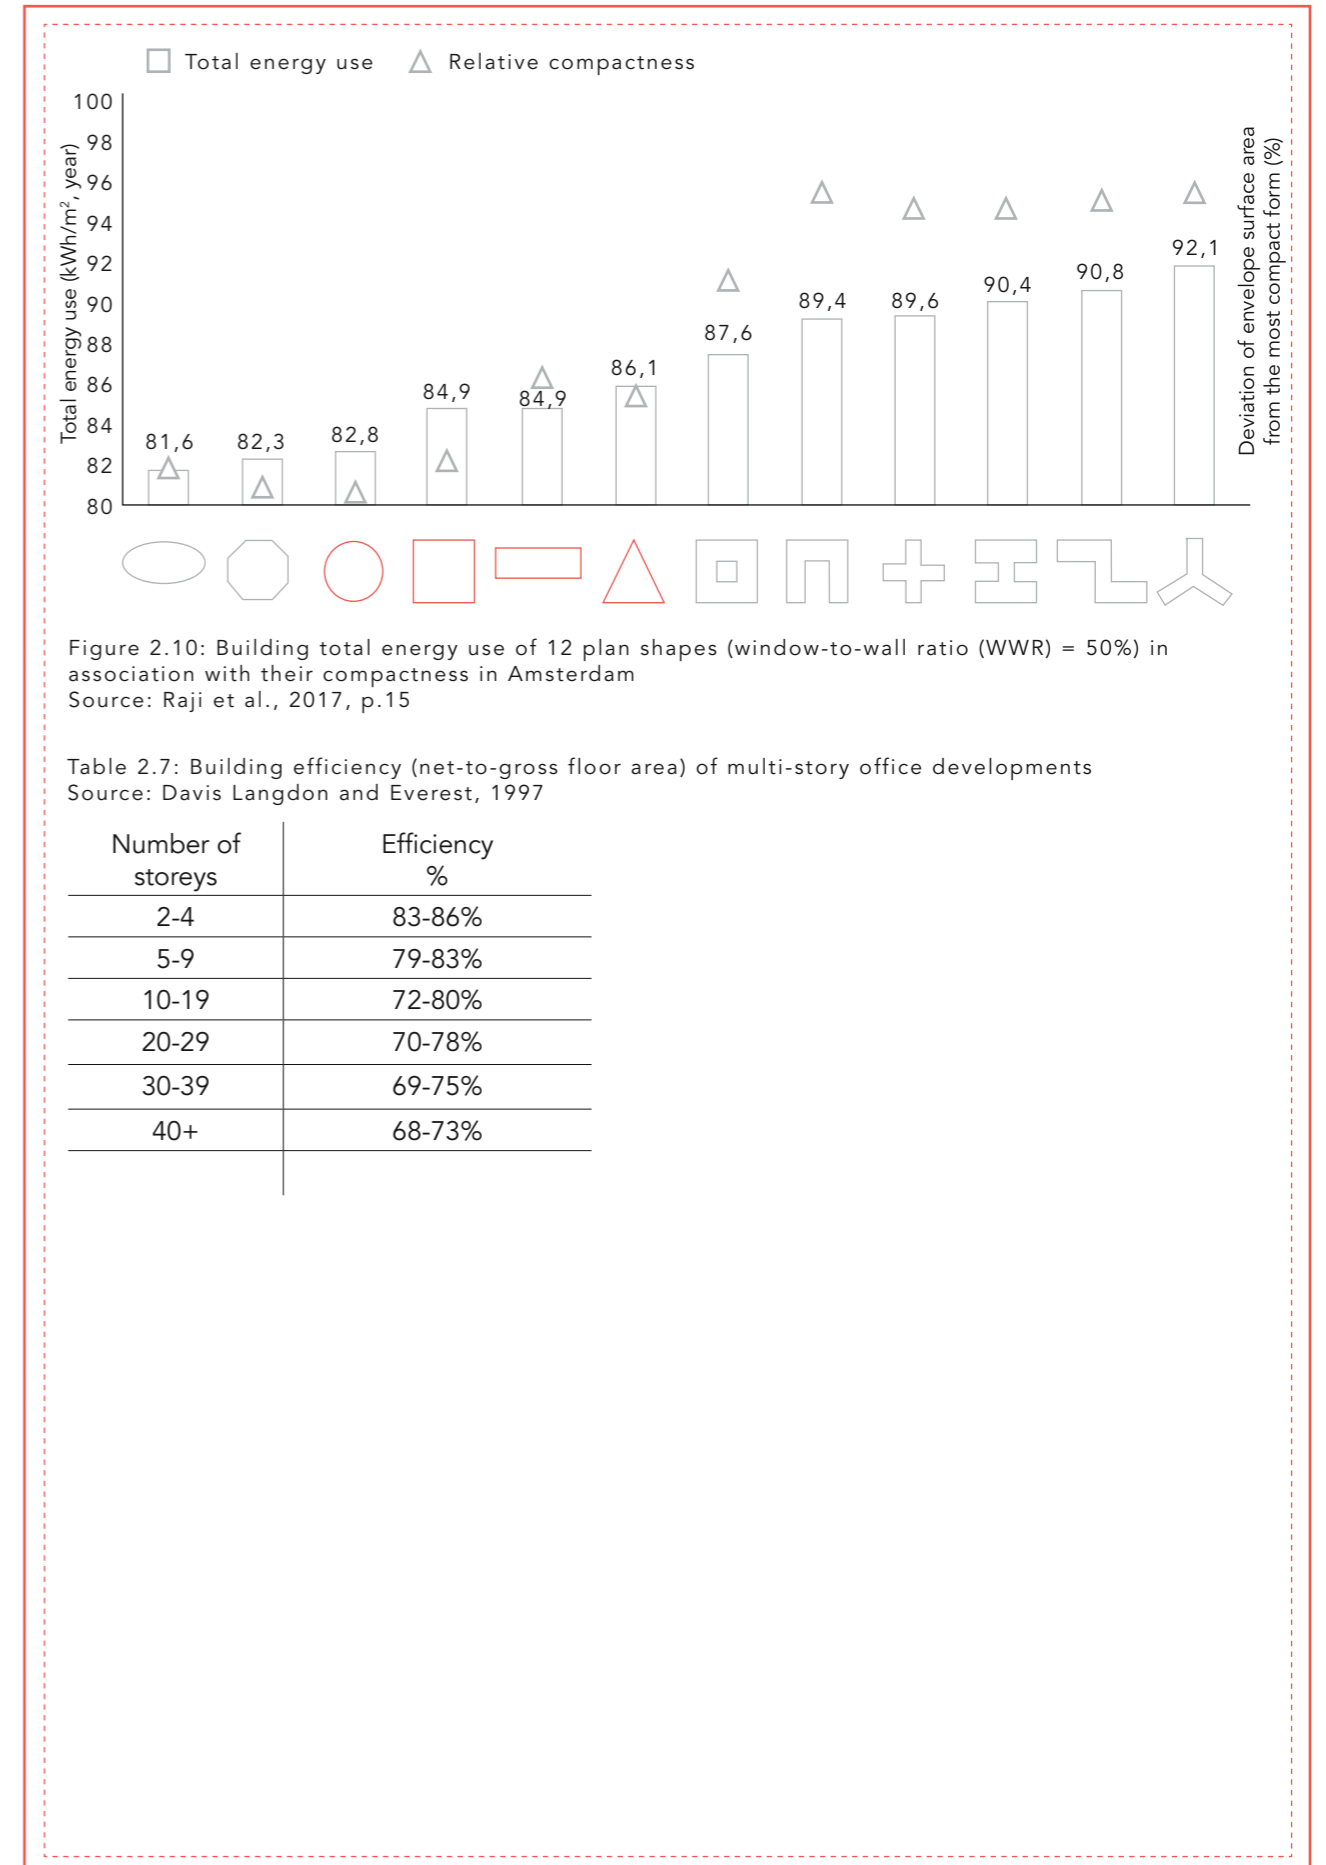 Total energy use
Relative compactness
Total energy use (kWh/m², year)
100
98
96
94
92
90
88
86
84
82
80
81,6
82,3
82,8
84,9
84,9
86,1
87,6
89,4
89,6
90,4
90,8
92,1
Deviation of envelope surface area
from the most compact form (%)
Figure 2.10: Building total energy use of 12 plan shapes (window-to-wall ratio (WWR) = 50%) in
association with their compactness in Amsterdam
Source: Raji et al., 2017, p.15
Table 2.7: Building efficiency (net-to-gross floor area) of multi-story office developments
Source: Davis Langdon and Everest, 1997
Number of storeys
Efficiency %
2-4 83-86%
5-9 79-83%
10-19 72-80%
20-29 70-78%
30-39 69-75%
40+ 68-73%